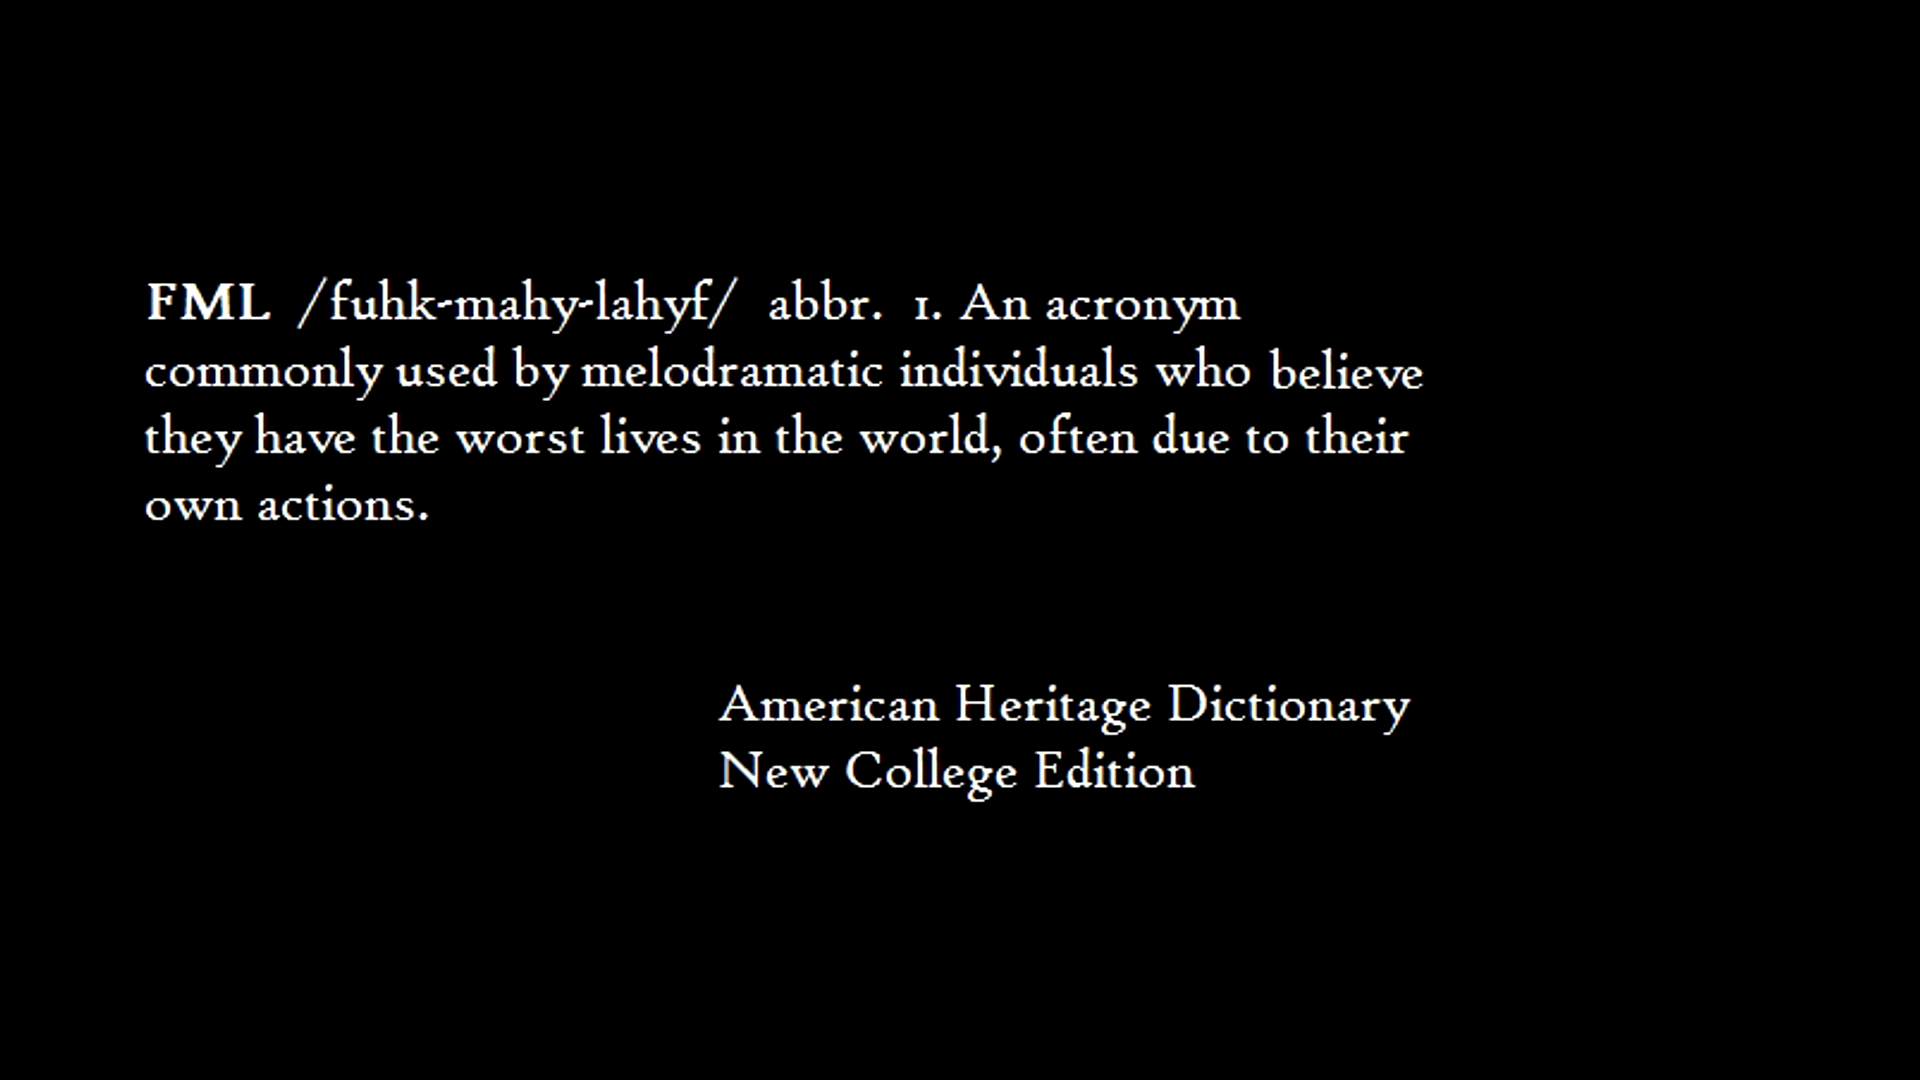 FML /fuhk-mahy-lahyf/ abbr. 1. An acronym
commonly used by melodramatic individuals who believe
they have the worst lives in the world, often due to their
own actions.
American Heritage Dictionary
New College Edition